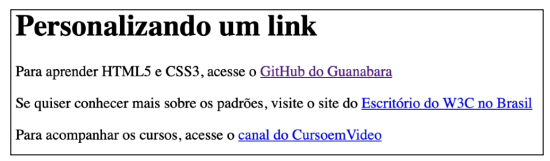 Personalizando um link
Para aprender HTML5 e CSS3, acesse o GitHub do Guanabara
Se quiser conhecer mais sobre os padrões, visite o site do Escritório do W3C no Brasil
Para acompanhar os cursos, acesse o canal do CursoemVideo